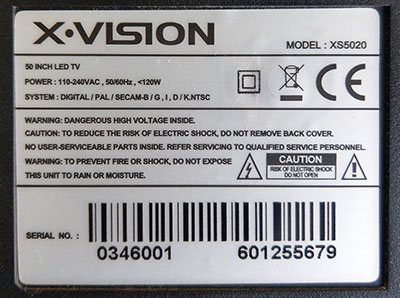 X·VISION
MODEL : XS5020
50 INCH LED TV
POWER : 110-240VAC , 50/60Hz , <120W
SYSTEM : DIGITAL / PAL / SECAM-B / G , I , D / K.NTSC
CE
WARNING: DANGEROUS HIGH VOLTAGE INSIDE.
CAUTION: TO REDUCE THE RISK OF ELECTRIC SHOCK, DO NOT REMOVE BACK COVER.
NO USER-SERVICEABLE PARTS INSIDE. REFER SERVICING TO QUALIFIED SERVICE PERSONNEL.
WARNING: TO PREVENT FIRE OR SHOCK, DO NOT EXPOSE
THIS UNIT TO RAIN OR MOISTURE.
CAUTION
RISK OF ELECTRIC SHOCK
DO NOT OPEN
SERIAL NO. :
0346001 601255679